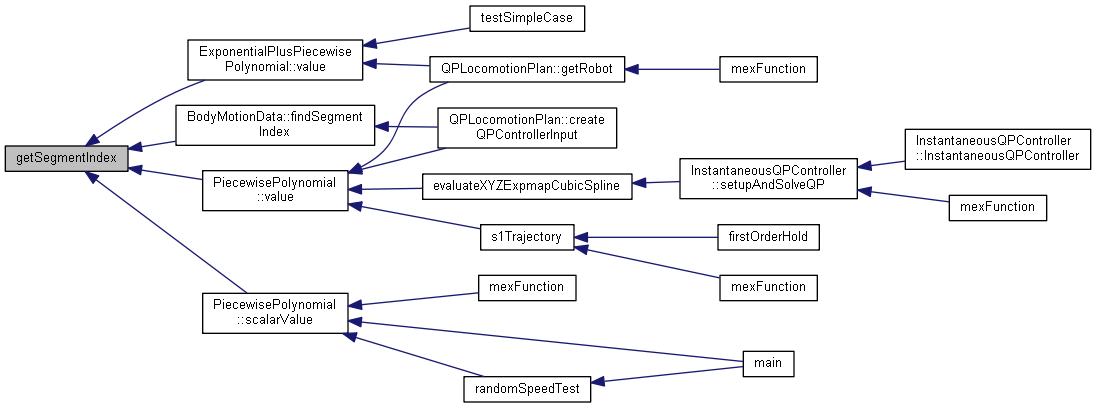 testSimpleCase
ExponentialPlusPiecewise
Polynomial::value
QPLocomotionPlan::getRobot
mexFunction
BodyMotionData::findSegment
Index
QPLocomotionPlan::create
QPControllerInput
getSegmentIndex
InstantaneousQPController
::InstantaneousQPController
PiecewisePolynomial
::value
evaluateXYZExpmapCubicSpline
InstantaneousQPController
::setupAndSolveQP
mexFunction
s1Trajectory
firstOrderHold
mexFunction
mexFunction
PiecewisePolynomial
::scalarValue
main
randomSpeedTest